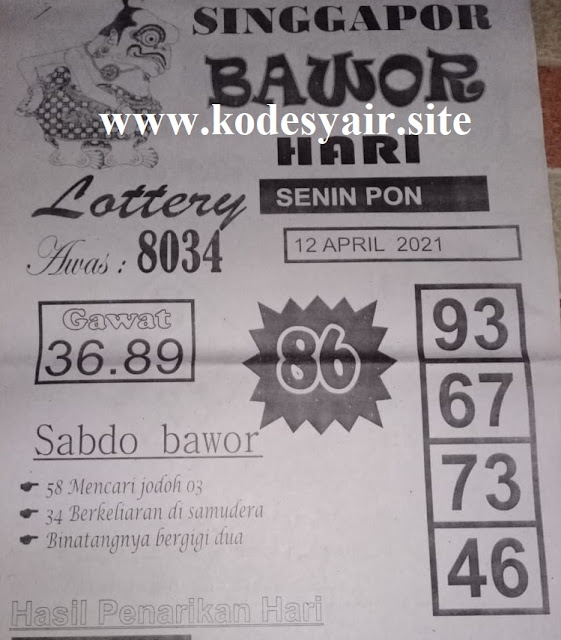 SINGGAPOR
BAWOR
www.kodesyair.site
HARI
Lottery
SENIN PON
Awas : 8034
12 APRIL 2021
Gawat
36.89
86
93
67
73
46
Sabdo bawor
58 Mencari jodoh 03
34 Berkeliaran di samudera
Binatangnya bergigi dua
Hasil Penarikan Hari